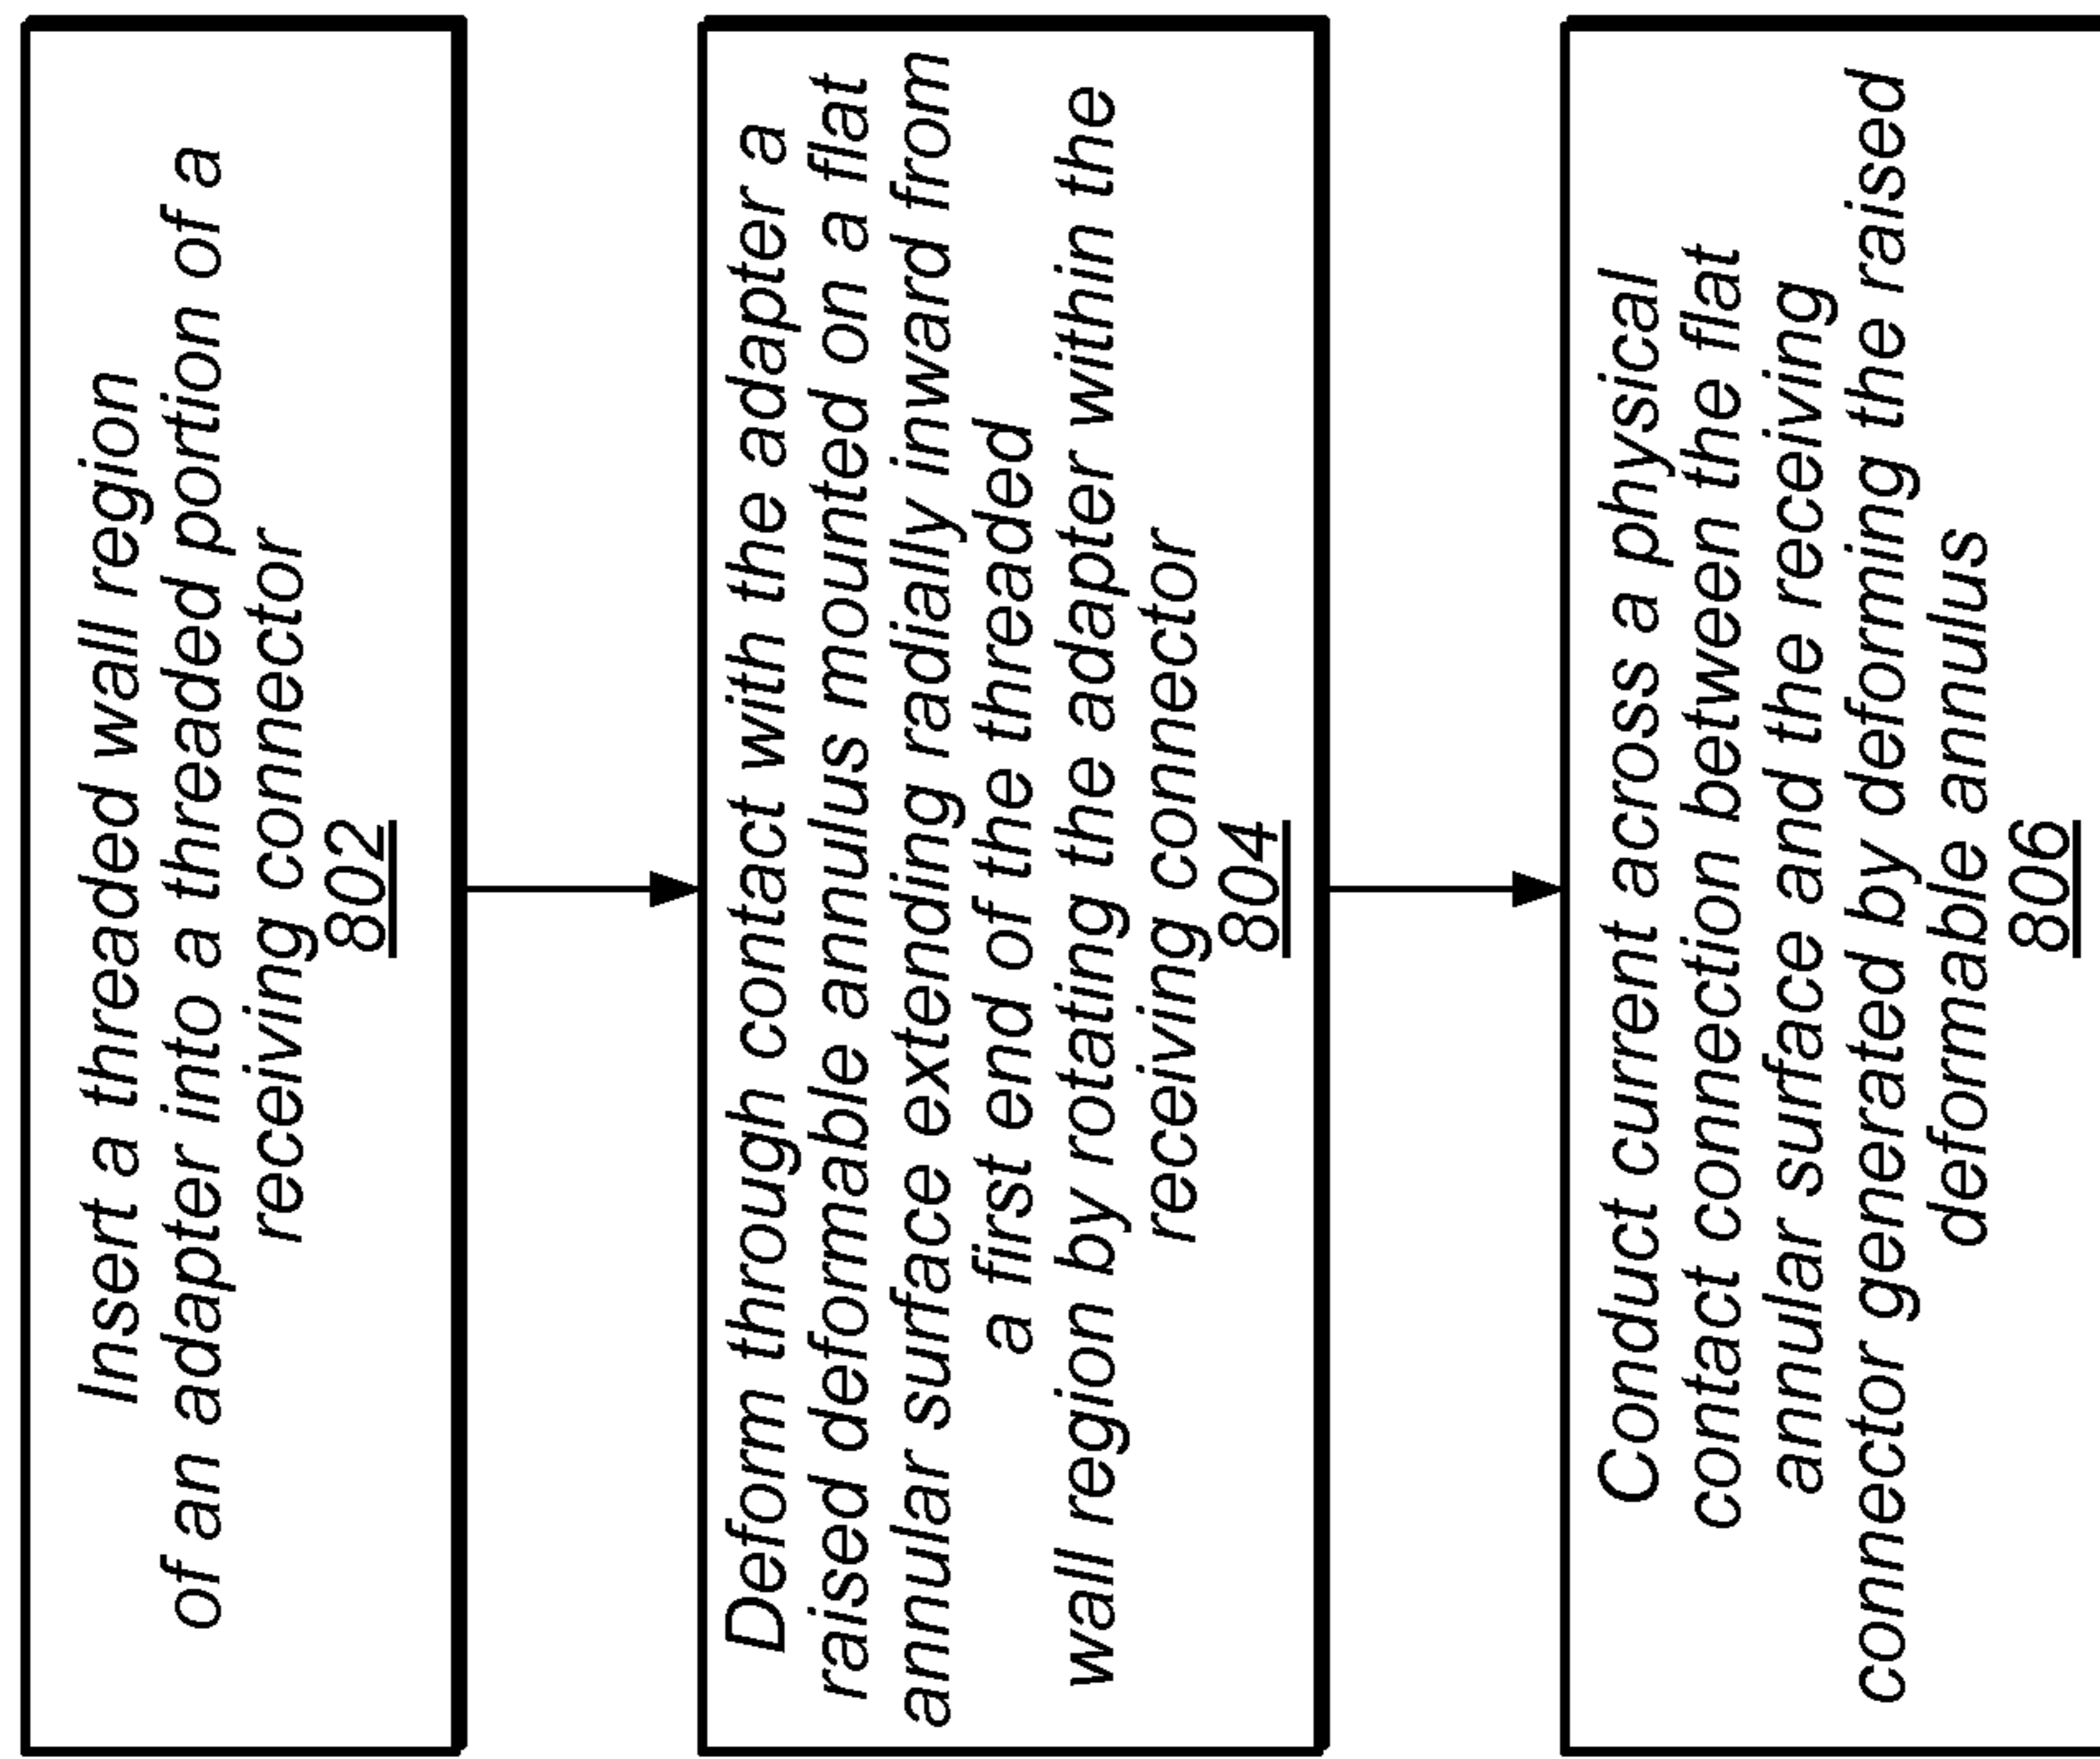 Insert a threaded wall region
of an adapter into a threaded portion of a
receiving connector
802
Deform through contact with the adapter a
raised deformable annulus mounted on a flat
annular surface extending radially inward from
a first end of the threaded
wall region by rotating the adapter within the
receiving connector
804
Conduct current across a physical
contact connection between the flat
annular surface and the receiving
connector generated by deforming the raised
deformable annulus
806